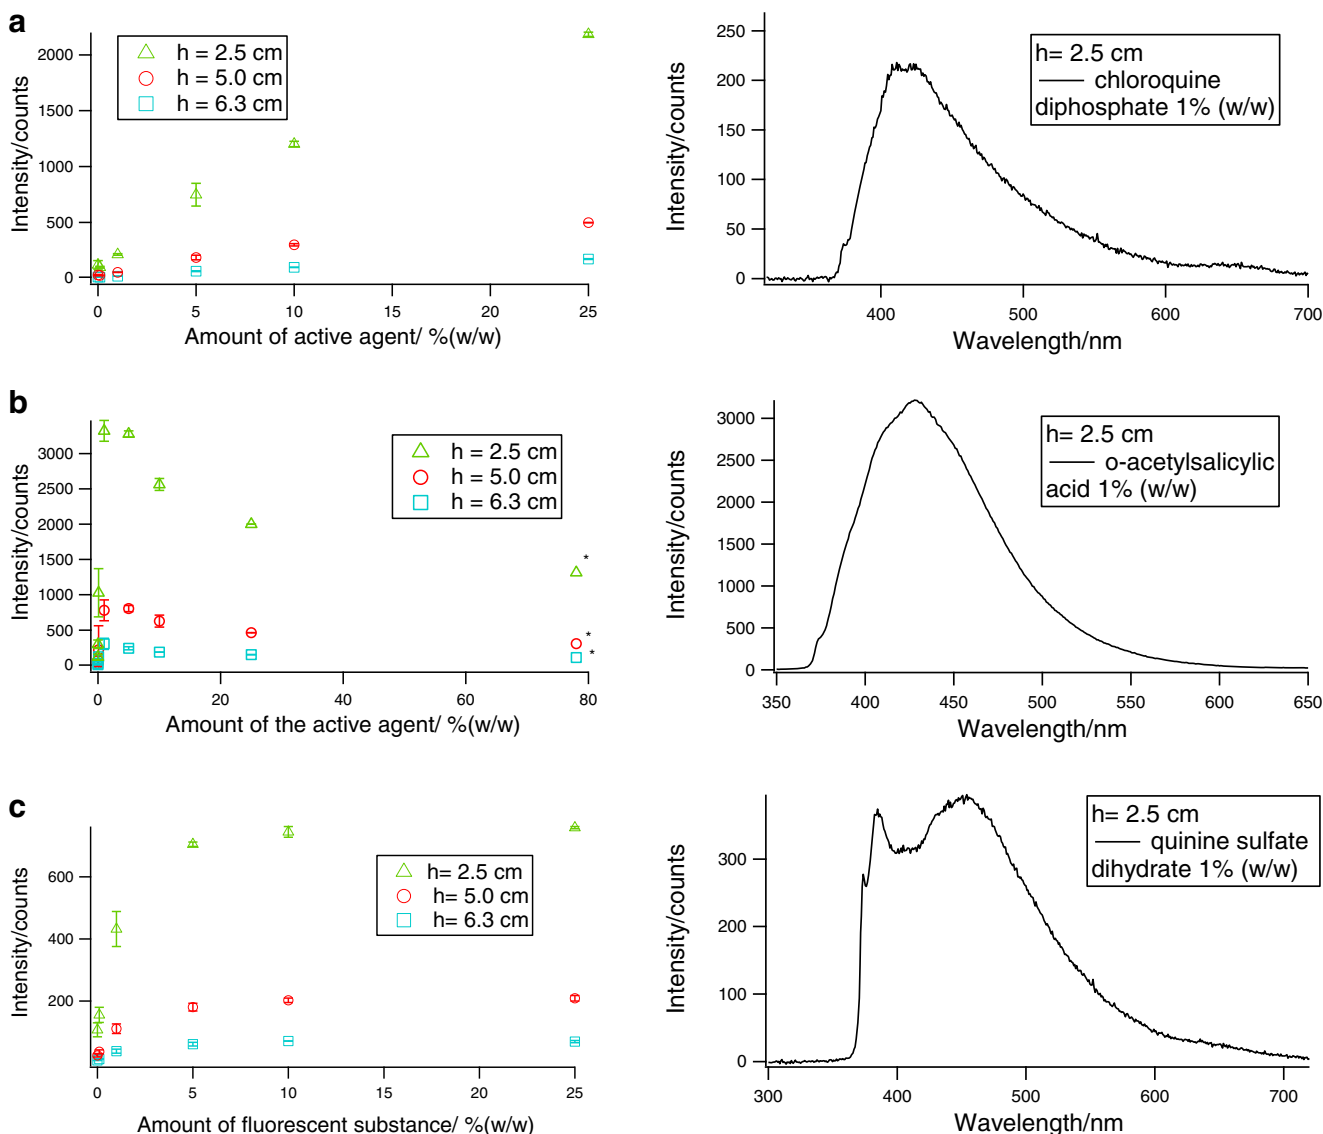 a
2000
1500
1000
500
0
Intensity/counts
h = 2.5 cm
h = 5.0 cm
h = 6.3 cm
0 5 10 15 20 25
Amount of active agent/ %(w/w)
250
200
150
100
50
0
Intensity/counts
h= 2.5 cm
chloroquine
diphosphate 1% (w/w)
400 500 600 700
Wavelength/nm
b
3000
2500
2000
1500
1000
500
0
Intensity/counts
h = 2.5 cm
h = 5.0 cm
h = 6.3 cm
*
*
*
0 20 40 60 80
Amount of the active agent/ %(w/w)
3000
2500
2000
1500
1000
500
0
Intensity/counts
h= 2.5 cm
o-acetylsalicylic
acid 1% (w/w)
350 400 450 500 550 600 650
Wavelength/nm
c
600
400
200
Intensity/counts
h= 2.5 cm
h= 5.0 cm
h= 6.3 cm
0 5 10 15 20 25
Amount of fluorescent substance/ %(w/w)
300
200
100
0
Intensity/counts
h= 2.5 cm
quinine sulfate
dihydrate 1% (w/w)
300 400 500 600 700
Wavelength/nm